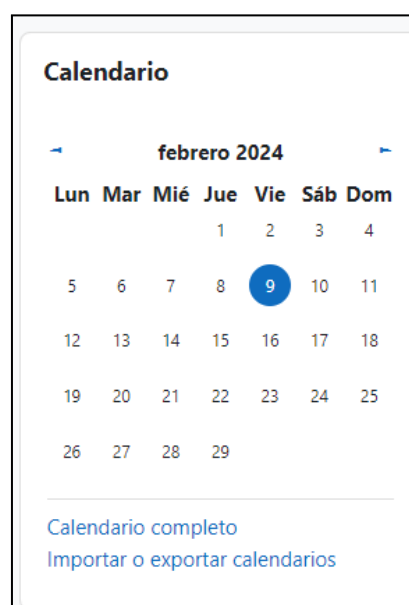 Calendario
febrero 2024
Lun Mar Mié Jue Vie Sáb Dom
1 2 3 4
5 6 7 8 9 10 11
12 13 14 15 16 17 18
19 20 21 22 23 24 25
26 27 28 29
Calendario completo
Importar o exportar calendarios